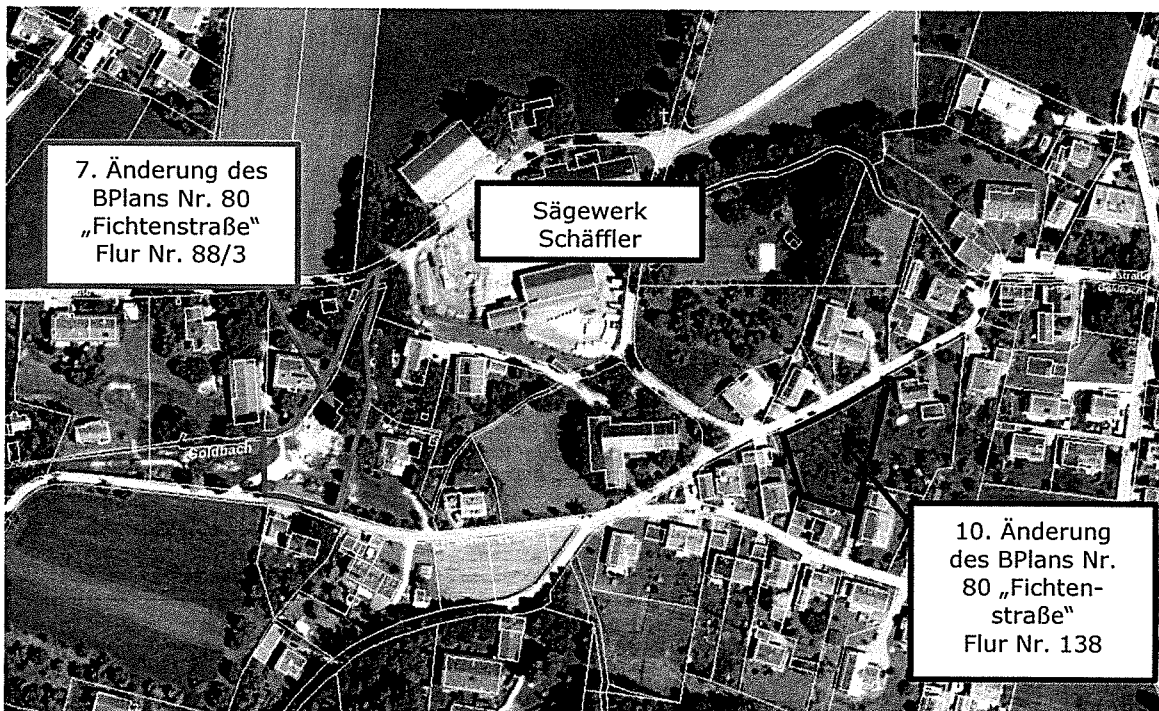 7. Änderung des
BPlans Nr. 80
„Fichtenstraße“
Flur Nr. 88/3
Sägewerk
Schäffler
Goldbach
10. Änderung
des BPlans Nr.
80 „Fichten-
straße“
Flur Nr. 138